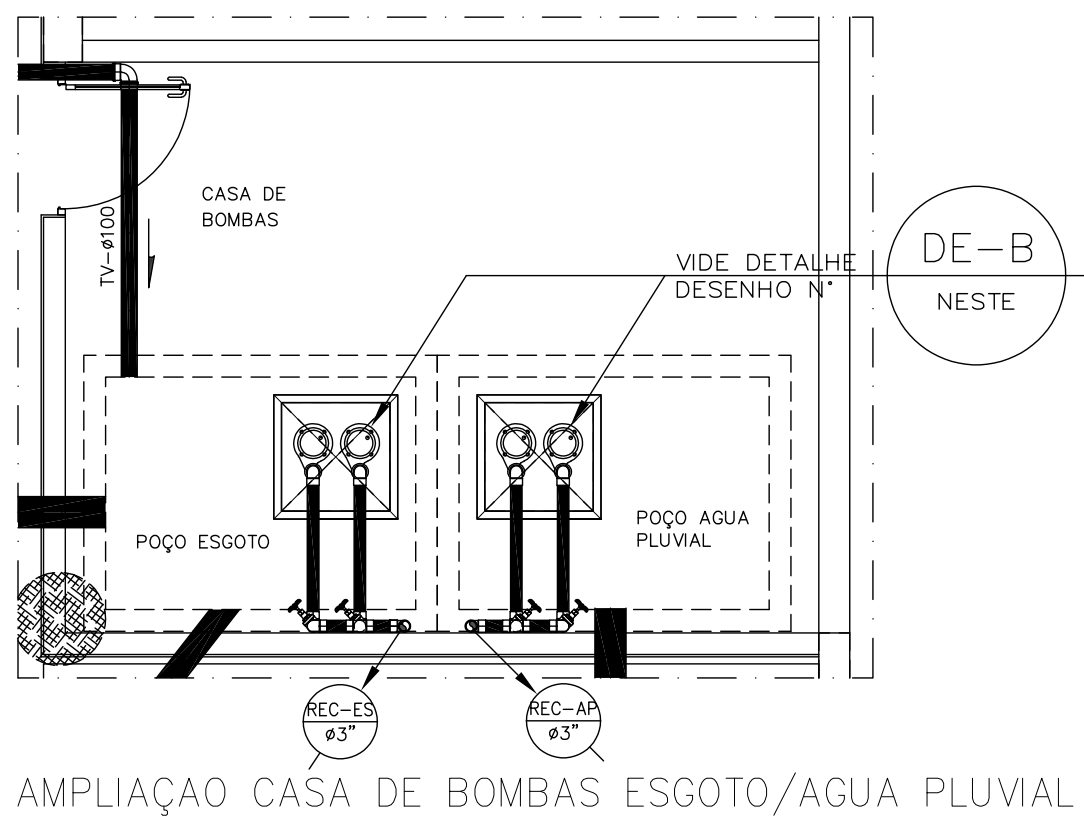 CASA DE
BOMBAS
TV-ø100
VIDE DETALHE
DESENHO N°
DE-B
NESTE
POÇO ESGOTO
POÇO AGUA
PLUVIAL
REC-ES
ø3"
REC-AP
ø3"
AMPLIAÇAO CASA DE BOMBAS ESGOTO/AGUA PLUVIAL